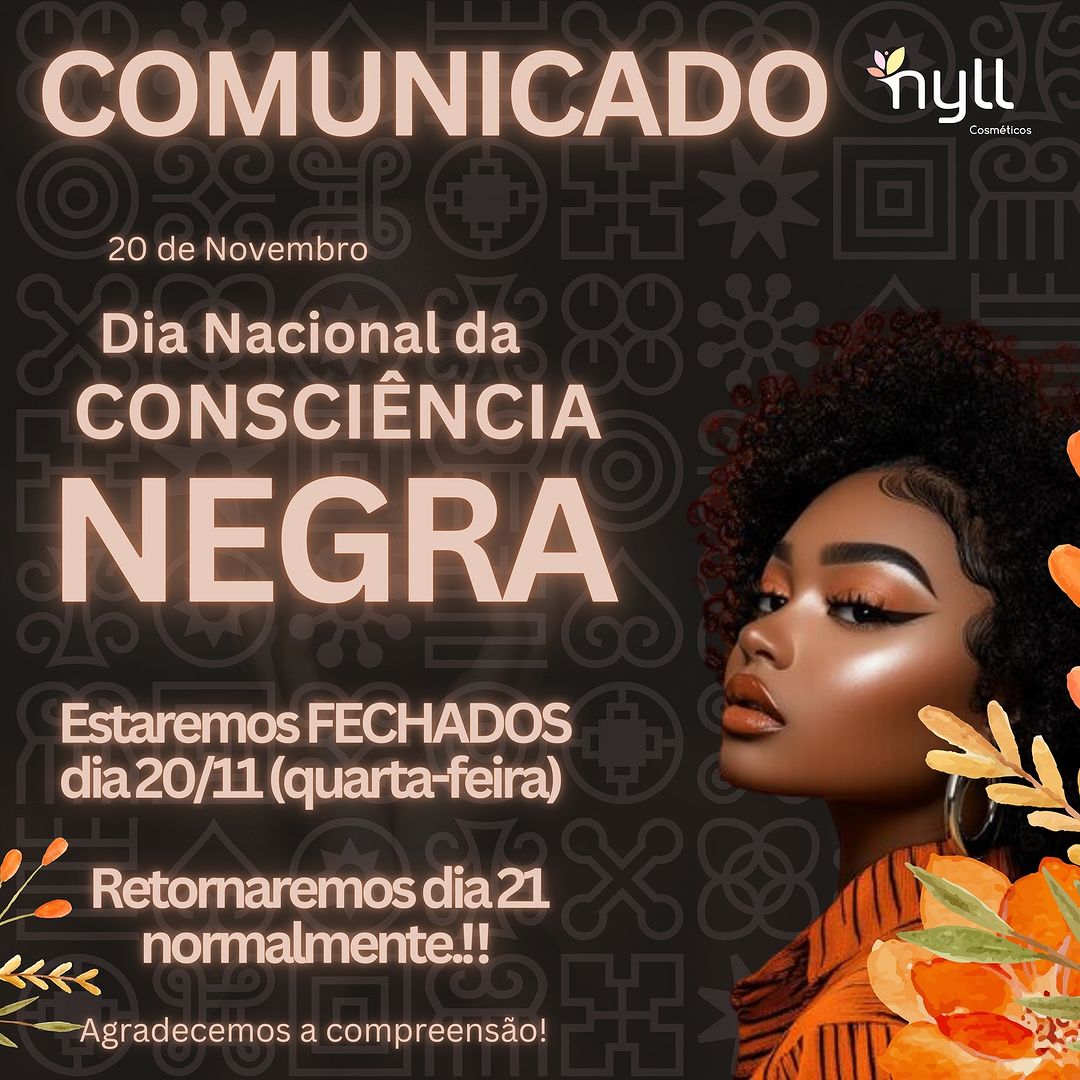 COMUNICADO
nyll
Cosméticos
20 de Novembro
Dia Nacional da
CONSCIÊNCIA
NEGRA
Estaremos FECHADOS
dia 20/11 (quarta-feira)
Retornaremos dia 21
normalmente.!!
Agradecemos a compreensão!